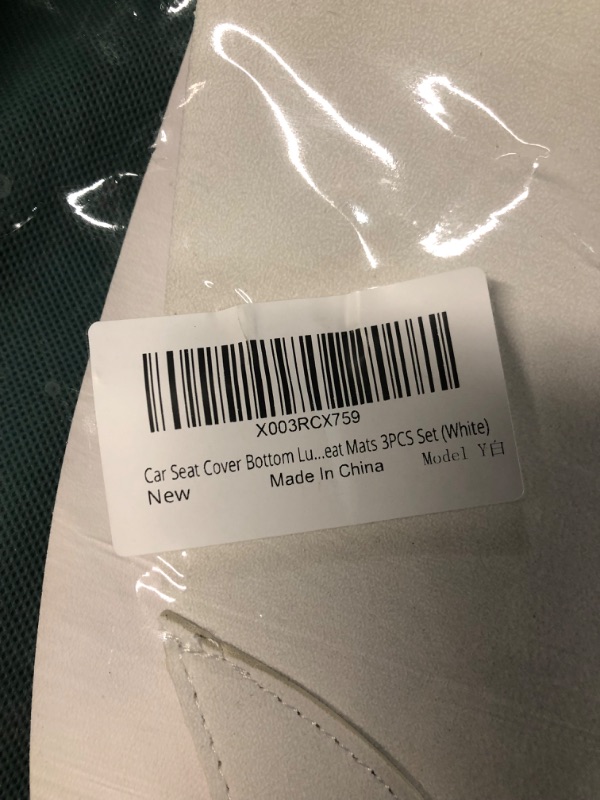 X003RCX759
Car Seat Cover Bottom Lu...eat Mats 3PCS Set (White)
New
Made In China
Model Y白